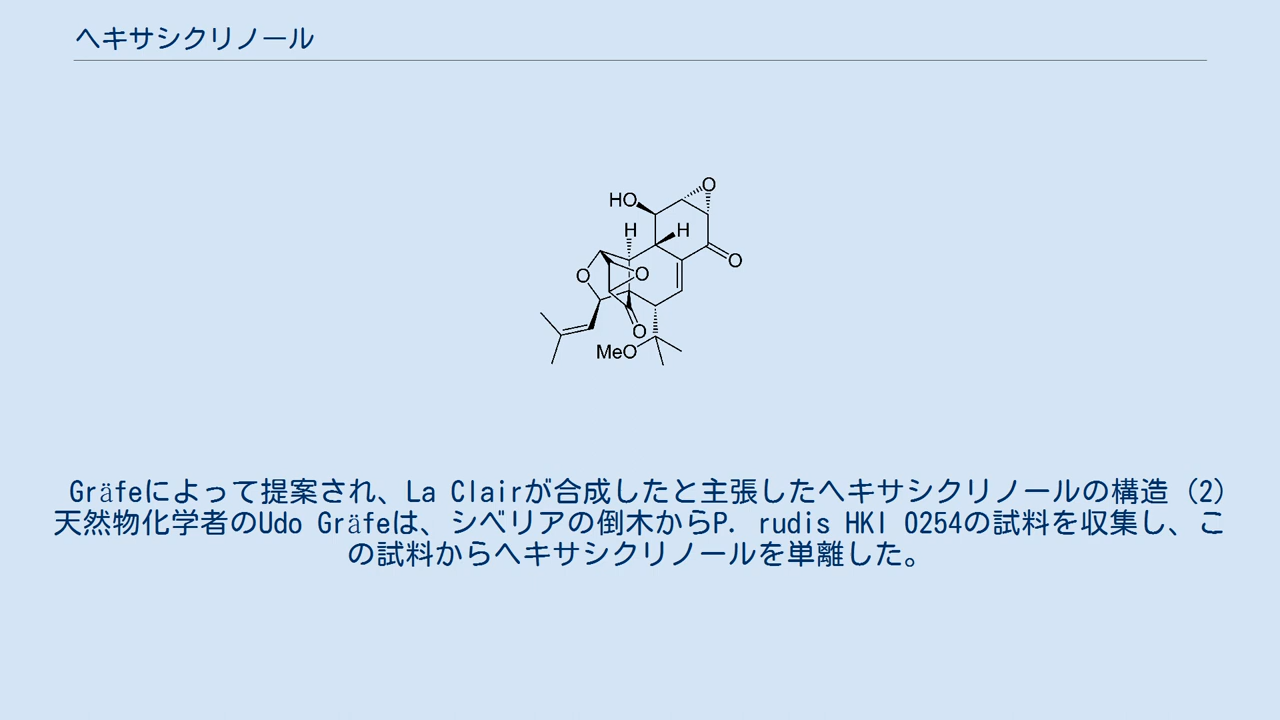 ヘキサシクリノール
O
HO
H
H
O
O
O
O
MeO
Gräfeによって提案され、La Clairが合成したと主張したヘキサシクリノールの構造（2）
天然物化学者のUdo Gräfeは、シベリアの倒木からP. rudis HKI 0254の試料を収集し、こ
の試料からヘキサシクリノールを単離した。